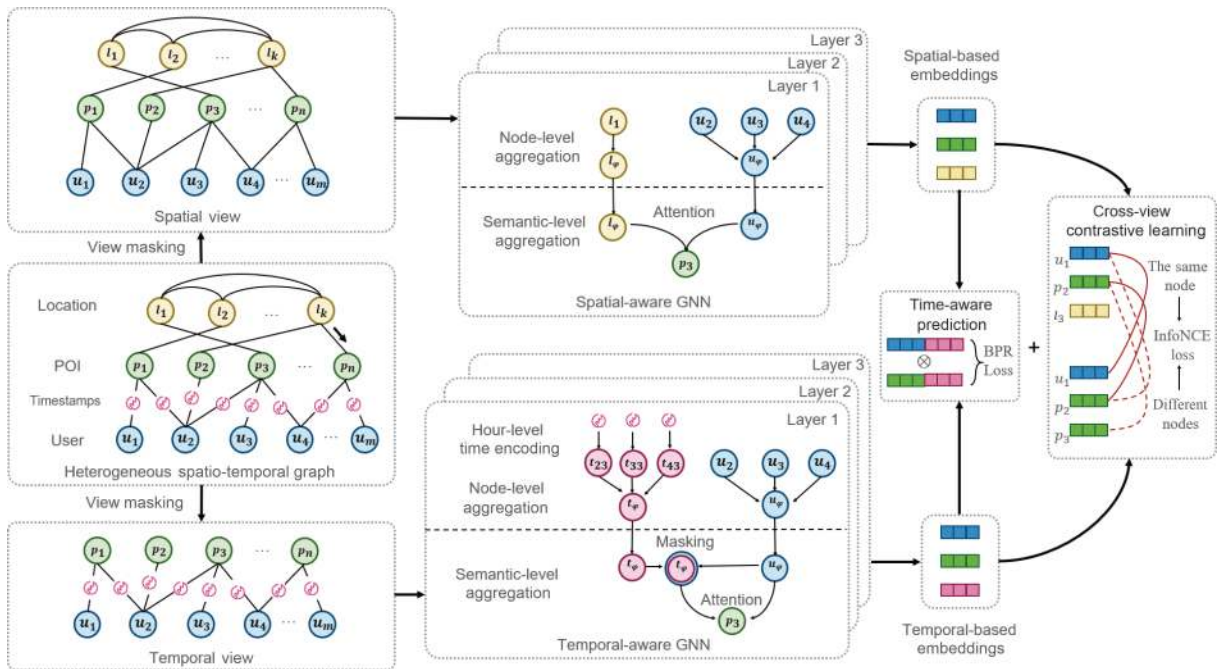 l1
l2
...
lk
p1
p2
p3
...
pn
u1
u2
u3
u4
...
um
Spatial view
View masking
Location
l1
l2
...
lk
POI
p1
p2
p3
...
pn
Timestamps
User
u1
u2
u3
u4
...
um
Heterogeneous spatio-temporal graph
View masking
p1
p2
p3
...
pn
u1
u2
u3
u4
...
um
Temporal view
Layer 3
Layer 2
Layer 1
Node-level
aggregation
l1
u2
u3
u4
lφ
uφ
Semantic-level
aggregation
lφ
Attention
uφ
p3
Spatial-aware GNN
Layer 3
Layer 2
Layer 1
Hour-level
time encoding
t23
t33
t43
u2
u3
u4
Node-level
aggregation
tφ
uφ
Masking
Semantic-level
aggregation
tφ
tφ
uφ
Attention
p3
Temporal-aware GNN
Spatial-based
embeddings
Time-aware
prediction
⊗
BPR
Loss
+
Temporal-based
embeddings
Cross-view
contrastive learning
u1
p2
l3
u1
p2
p3
The same
node
InfoNCE
loss
Different
nodes